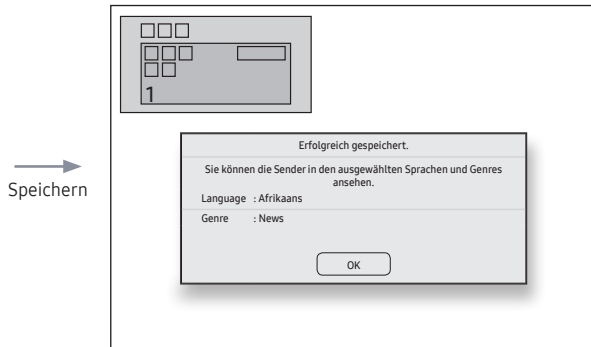 1
Erfolgreich gespeichert.
Sie können die Sender in den ausgewählten Sprachen und Genres
ansehen.
Speichern
Language : Afrikaans
Genre : News
OK